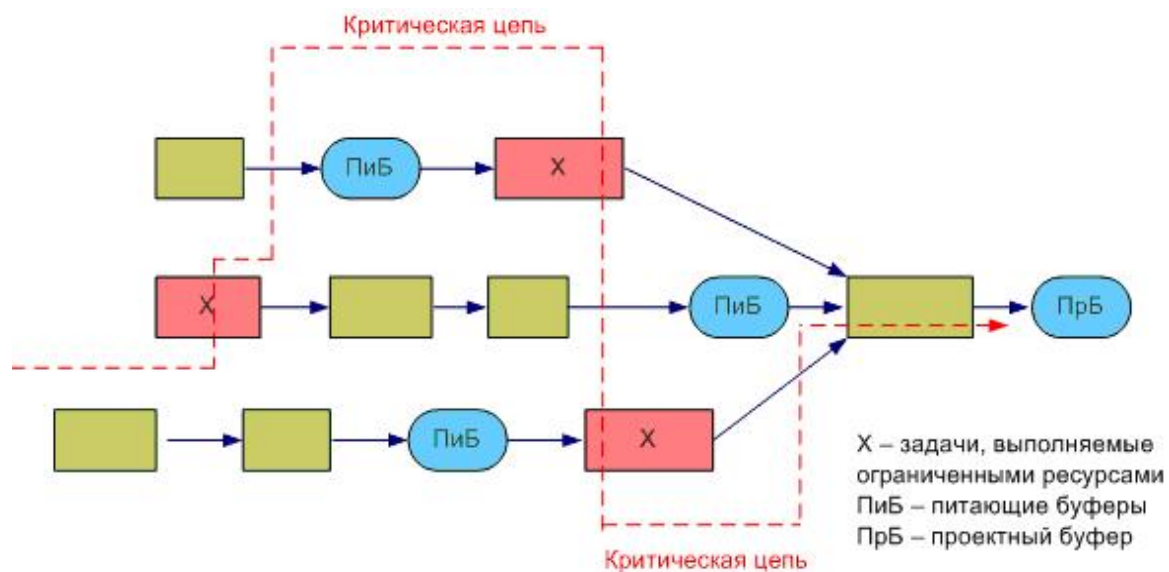 Критическая цепь
ПиБ
X
X
ПиБ
ПрБ
ПиБ
X
X – задачи, выполняемые
ограниченными ресурсами
ПиБ – питающие буферы
ПрБ – проектный буфер
Критическая цепь